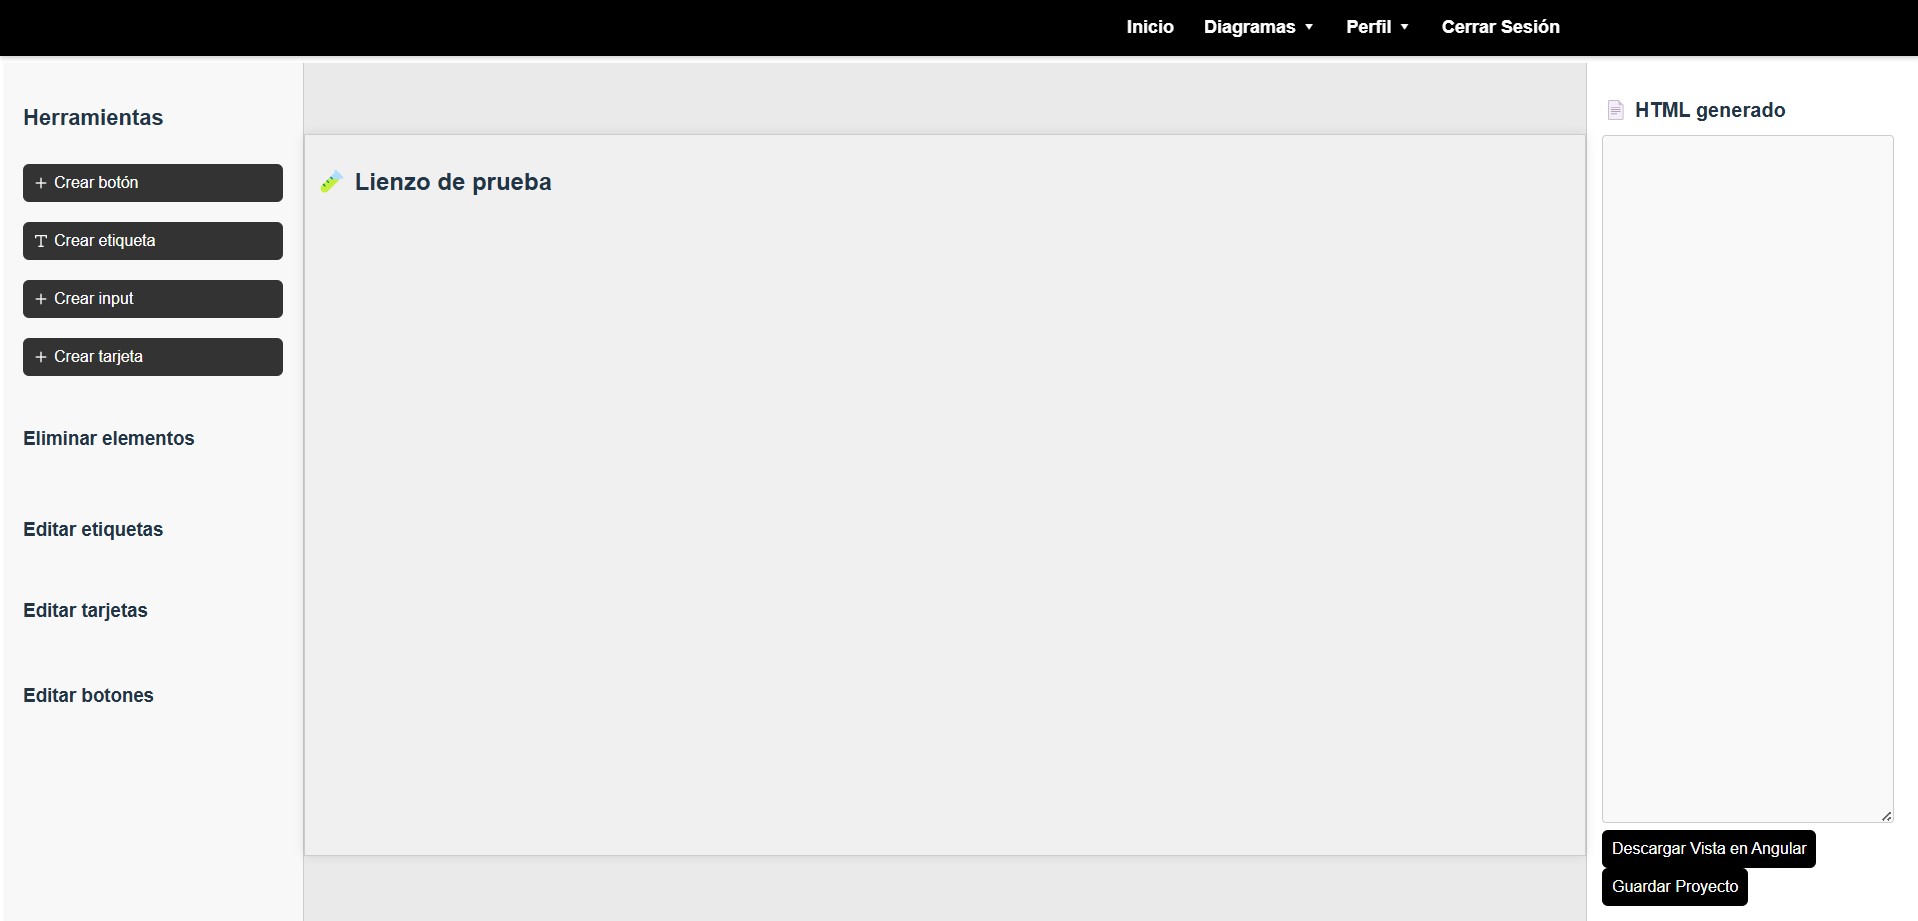 Inicio Diagramas Perfil Cerrar Sesión
Herramientas
Crear botón
Crear etiqueta
Crear input
Crear tarjeta
Eliminar elementos
Editar etiquetas
Editar tarjetas
Editar botones
Lienzo de prueba
HTML generado
Descargar Vista en Angular
Guardar Proyecto